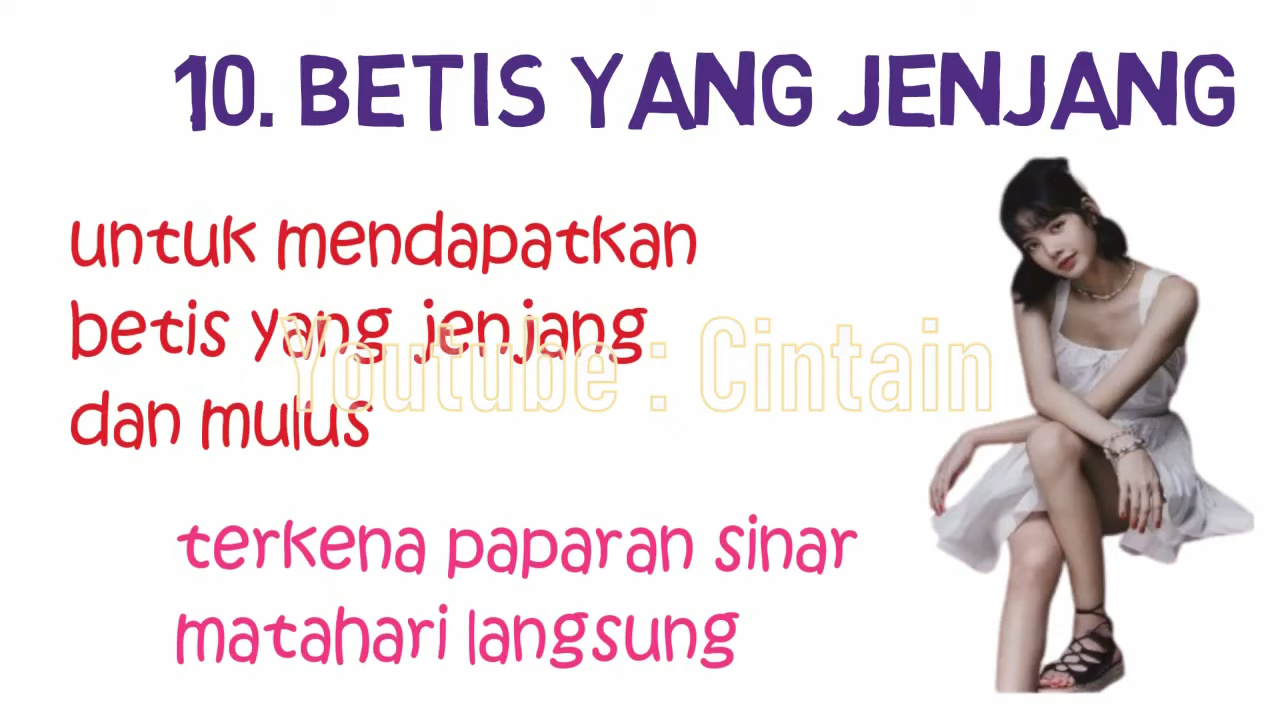 10. BETIS YANG JENJANG
untuk mendapatkan
betis yang jenjang
Youtube : Cintain
dan mulus
terkena paparan sinar
matahari langsung